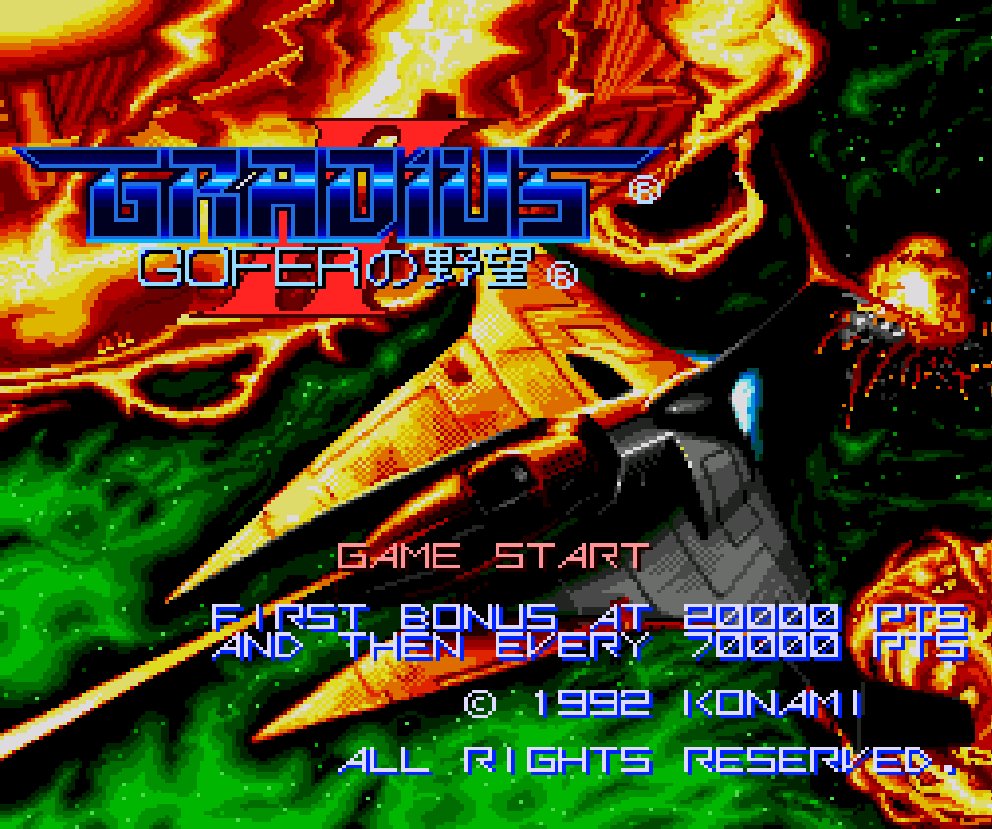 GRADIUS II ®
GOFERの野望 ®
GAME START
FIRST BONUS AT 20000 PTS
AND THEN EVERY 70000 PTS
© 1992 KONAMI
ALL RIGHTS RESERVED.